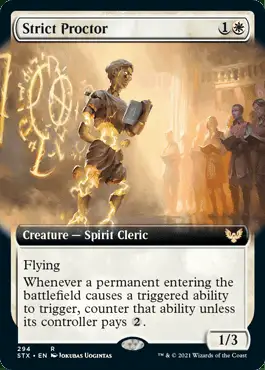 Strict Proctor 1
Creature — Spirit Cleric
Flying
Whenever a permanent entering the
battlefield causes a triggered ability
to trigger, counter that ability unless
its controller pays 2.
1/3
294 R
STX • EN JOKUBAS UOGINTAS
™ & © 2021 Wizards of the Coast